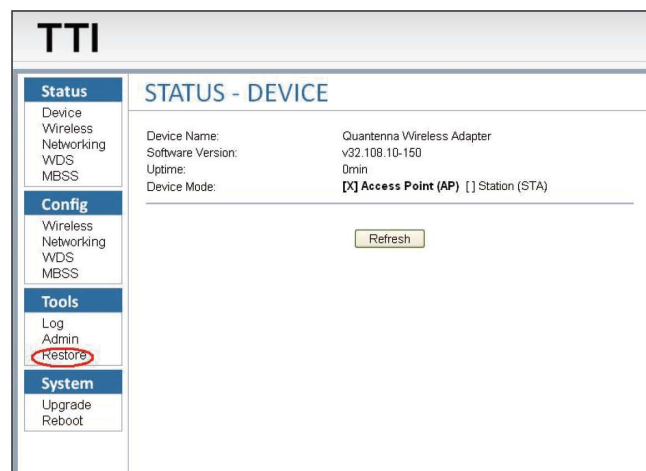 TTI
Status
Device
Wireless
Networking
WDS
MBSS
Config
Wireless
Networking
WDS
MBSS
Tools
Log
Admin
Restore
System
Upgrade
Reboot
STATUS - DEVICE
Device Name: Quantenna Wireless Adapter
Software Version: v32.108.10-150
Uptime: 0min
Device Mode: [X] Access Point (AP) [ ] Station (STA)
Refresh